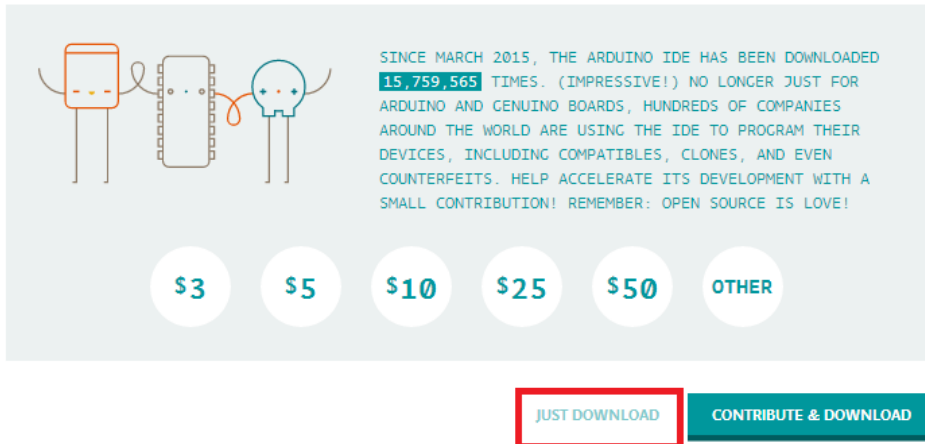 SINCE MARCH 2015, THE ARDUINO IDE HAS BEEN DOWNLOADED
15,759,565 TIMES. (IMPRESSIVE!) NO LONGER JUST FOR
ARDUINO AND GENUINO BOARDS, HUNDREDS OF COMPANIES
AROUND THE WORLD ARE USING THE IDE TO PROGRAM THEIR
DEVICES, INCLUDING COMPATIBLES, CLONES, AND EVEN
COUNTERFEITS. HELP ACCELERATE ITS DEVELOPMENT WITH A
SMALL CONTRIBUTION! REMEMBER: OPEN SOURCE IS LOVE!
$3 $5 $10 $25 $50 OTHER
JUST DOWNLOAD CONTRIBUTE & DOWNLOAD